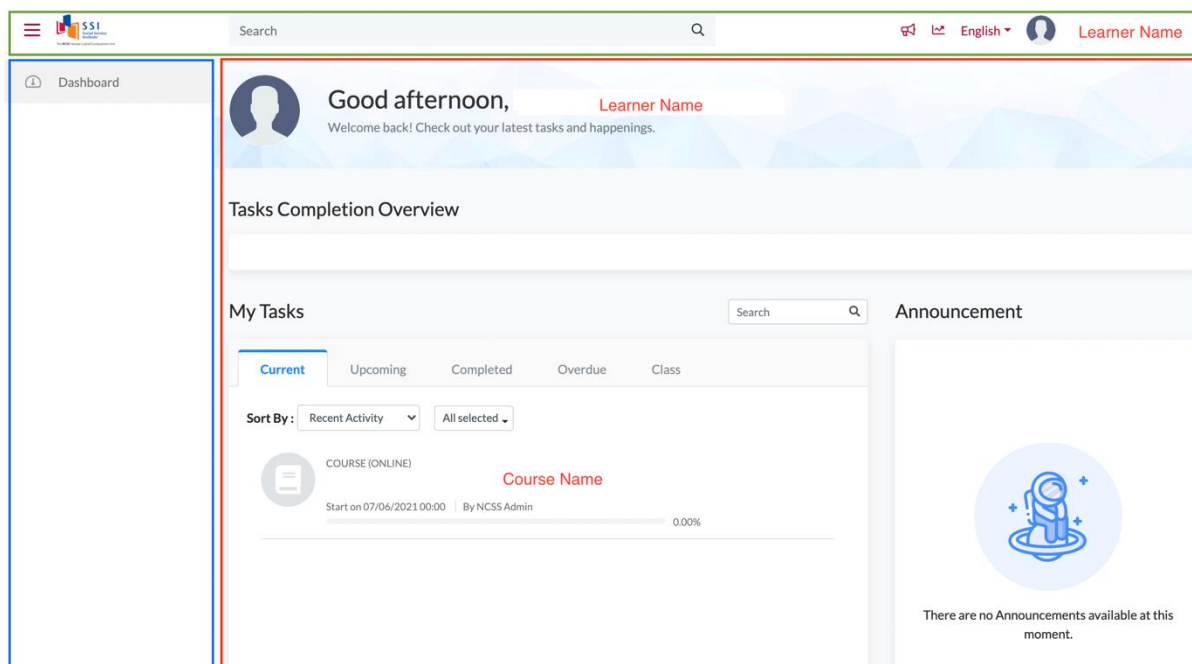 SSI
Social Service
Institute
Search
English
Learner Name
Dashboard
Good afternoon,
Learner Name
Welcome back! Check out your latest tasks and happenings.
Tasks Completion Overview
My Tasks
Search
Announcement
Current Upcoming Completed Overdue Class
Sort By : Recent Activity All selected
COURSE (ONLINE)
Course Name
Start on 07/06/2021 00:00 By NCSS Admin
0.00%
There are no Announcements available at this
moment.